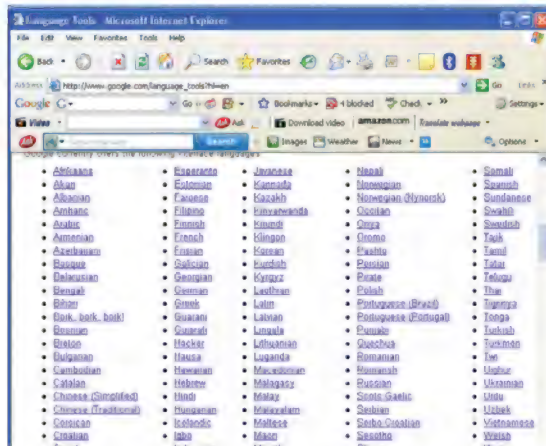 Language Tools - Microsoft Internet Explorer
File Edit View Favorites Tools Help
Back Search Favorites
Address http://www.google.com/language_tools?hl=en Go Links
Google G Go Bookmarks 4 blocked Check Settings
Video Ask Download video amazon.com Translate webpage
Ask Search Images Weather News Options
Google currently offers the following interface languages
Afrikaans Esperanto Javanese Nepali Somali
Akan Estonian Kannada Norwegian Spanish
Albanian Faroese Kazakh Norwegian (Nynorsk) Sundanese
Amharic Filipino Kinyarwanda Occitan Swahili
Arabic Finnish Kirundi Oriya Swedish
Armenian French Klingon Oromo Tajik
Azerbaijani Frisian Korean Pashto Tamil
Basque Galician Kurdish Persian Tatar
Belarusian Georgian Kyrgyz Pirate Telugu
Bengali German Laothian Polish Thai
Bihari Greek Latin Portuguese (Brazil) Tigrinya
Bork, bork, bork! Guarani Latvian Portuguese (Portugal) Tonga
Bosnian Gujarati Lingala Punjabi Turkish
Breton Hacker Lithuanian Quechua Turkmen
Bulgarian Hausa Luganda Romanian Twi
Cambodian Hawaiian Macedonian Romansh Uighur
Catalan Hebrew Malagasy Russian Ukrainian
Chinese (Simplified) Hindi Malay Scots Gaelic Urdu
Chinese (Traditional) Hungarian Malayalam Serbian Uzbek
Corsican Icelandic Maltese Serbo-Croatian Vietnamese
Croatian Igbo Maori Sesotho Welsh